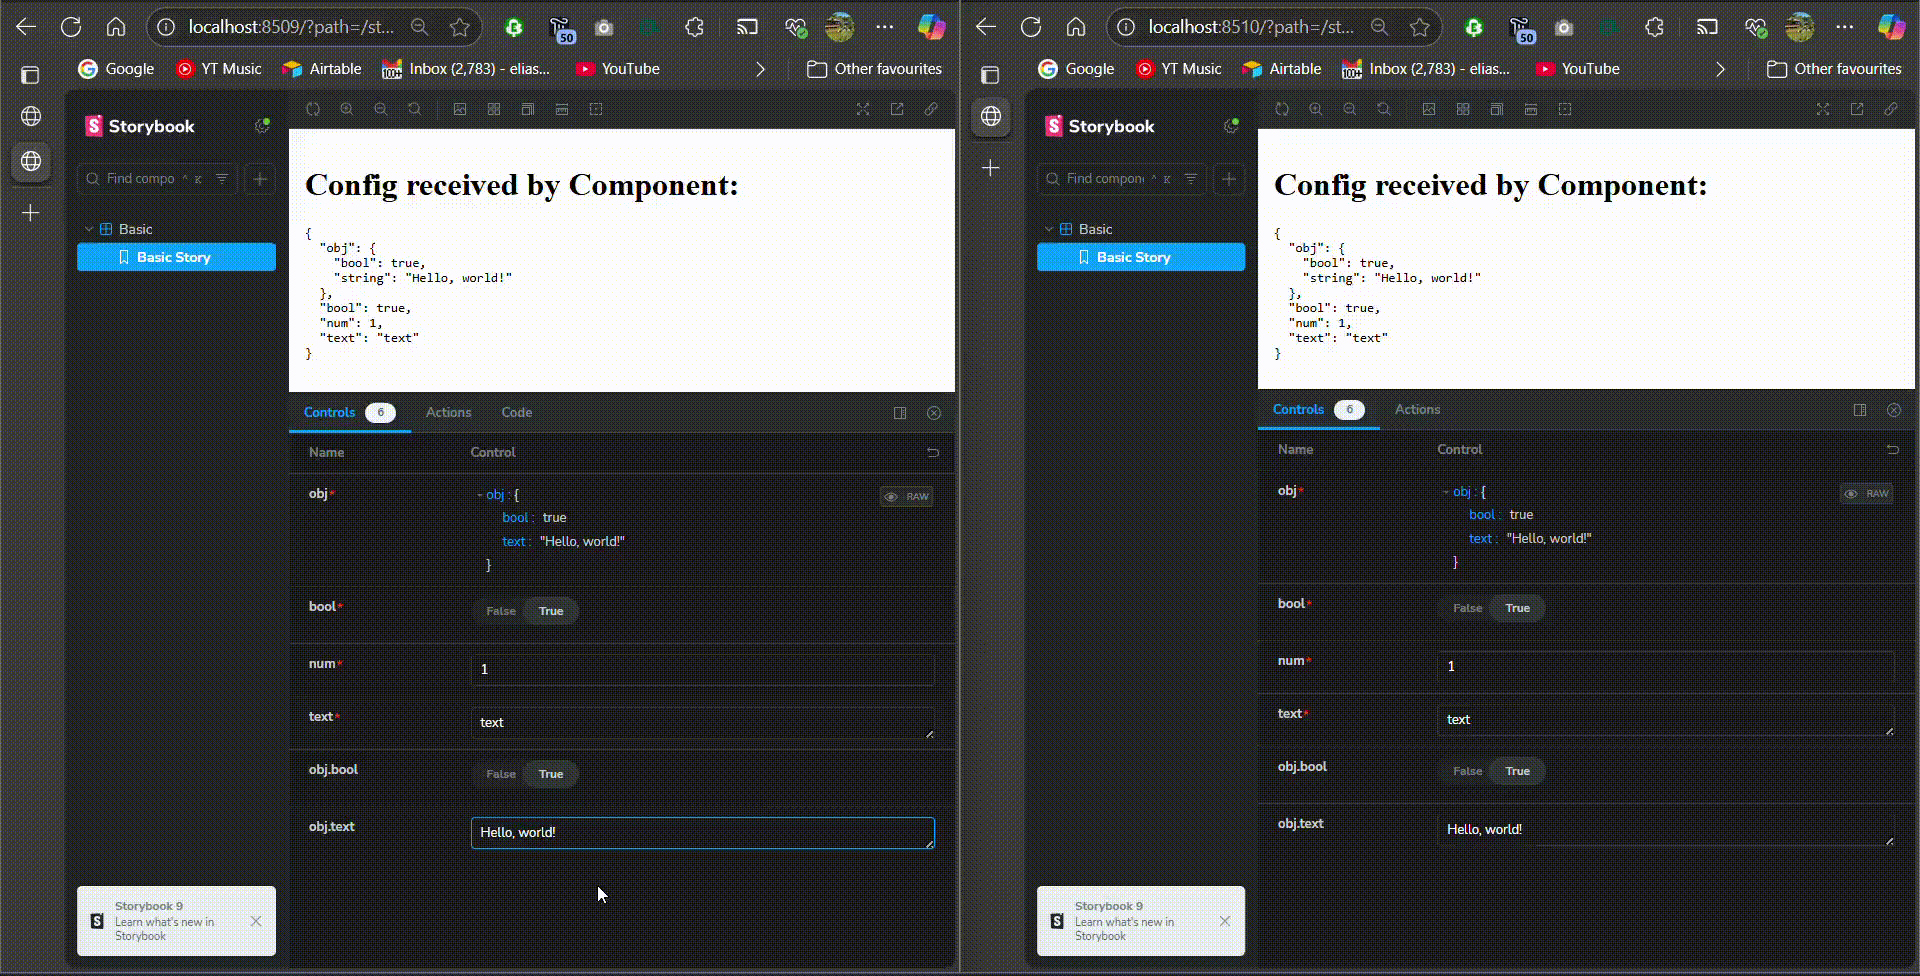 localhost:8509/?path=/st...
50
Google
YT Music
Airtable
100+
Inbox (2,783) - elias...
YouTube
Other favourites
Storybook
Find compo
^ K
Basic
Basic Story
Config received by Component:
{
"obj": {
"bool": true,
"string": "Hello, world!"
},
"bool": true,
"num": 1,
"text": "text"
}
Controls 6 Actions Code
Name Control
obj*
obj : {
bool : true
text : "Hello, world!"
}
RAW
bool* False True
num* 1
text* text
obj.bool False True
obj.text Hello, world!
Storybook 9
Learn what's new in
Storybook
localhost:8510/?path=/st...
50
Google
YT Music
Airtable
100+
Inbox (2,783) - elias...
YouTube
Other favourites
Storybook
Find compon
^ K
Basic
Basic Story
Config received by Component:
{
"obj": {
"bool": true,
"string": "Hello, world!"
},
"bool": true,
"num": 1,
"text": "text"
}
Controls 6 Actions
Name Control
obj*
obj : {
bool : true
text : "Hello, world!"
}
RAW
bool* False True
num* 1
text* text
obj.bool False True
obj.text Hello, world!
Storybook 9
Learn what's new in
Storybook